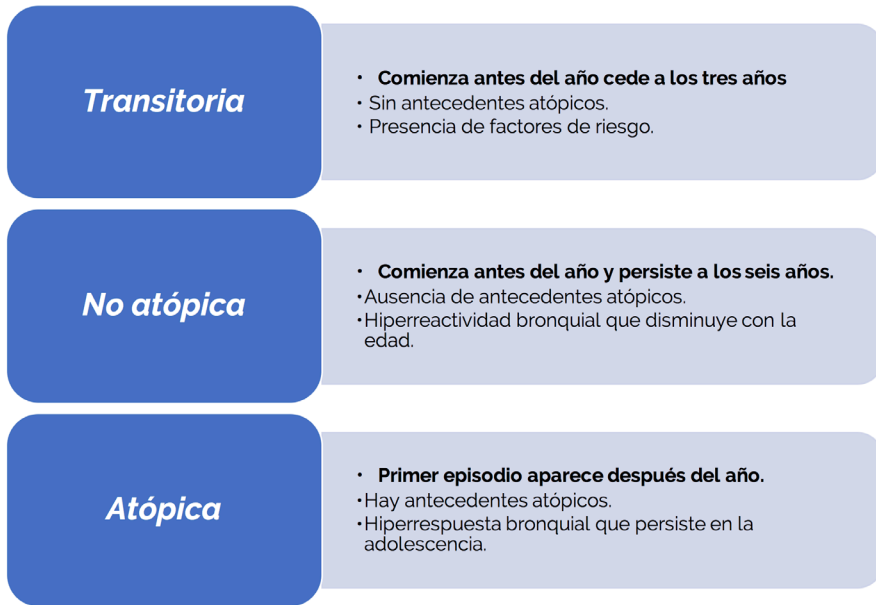 Transitoria
• Comienza antes del año cede a los tres años
• Sin antecedentes atópicos.
• Presencia de factores de riesgo.
No atópica
• Comienza antes del año y persiste a los seis años.
•Ausencia de antecedentes atópicos.
•Hiperreactividad bronquial que disminuye con la
edad.
Atópica
• Primer episodio aparece después del año.
•Hay antecedentes atópicos.
•Hiperrespuesta bronquial que persiste en la
adolescencia.